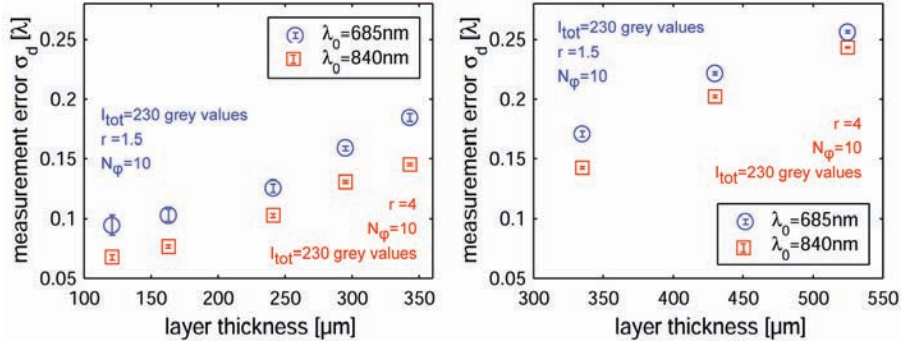 measurement error σd [λ]
0.25
0.2
0.15
0.1
0.05
λ0=685nm
λ0=840nm
Itot=230 grey values
r =1.5
Nφ=10
r =4
Nφ=10
Itot=230 grey values
100 150 200 250 300 350
layer thickness [µm]
measurement error σd [λ]
0.25
0.2
0.15
0.1
0.05
Itot=230 grey values
r =1.5
Nφ=10
r =4
Nφ=10
Itot=230 grey values
λ0=685nm
λ0=840nm
300 350 400 450 500 550
layer thickness [µm]